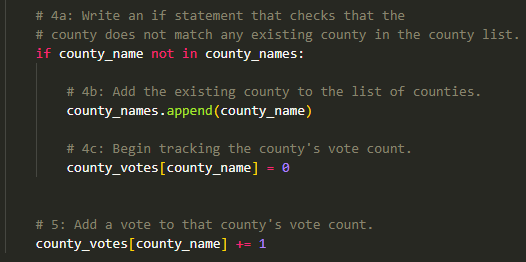 # 4a: Write an if statement that checks that the
# county does not match any existing county in the county list.
if county_name not in county_names:
# 4b: Add the existing county to the list of counties.
county_names.append(county_name)
# 4c: Begin tracking the county's vote count.
county_votes[county_name] = 0
# 5: Add a vote to that county's vote count.
county_votes[county_name] += 1